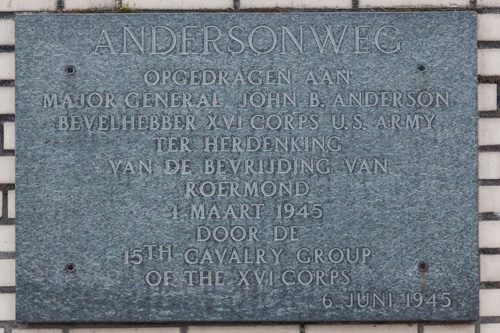 ANDERSONWEG
OPGEDRAGEN AAN
MAJOR GENERAL JOHN B. ANDERSON
BEVELHEBBER XVI CORPS U.S. ARMY
TER HERDENKING
VAN DE BEVRIJDING VAN
ROERMOND
1 MAART 1945
DOOR DE
15TH CAVALRY GROUP
OF THE XVI CORPS
6 JUNI 1945